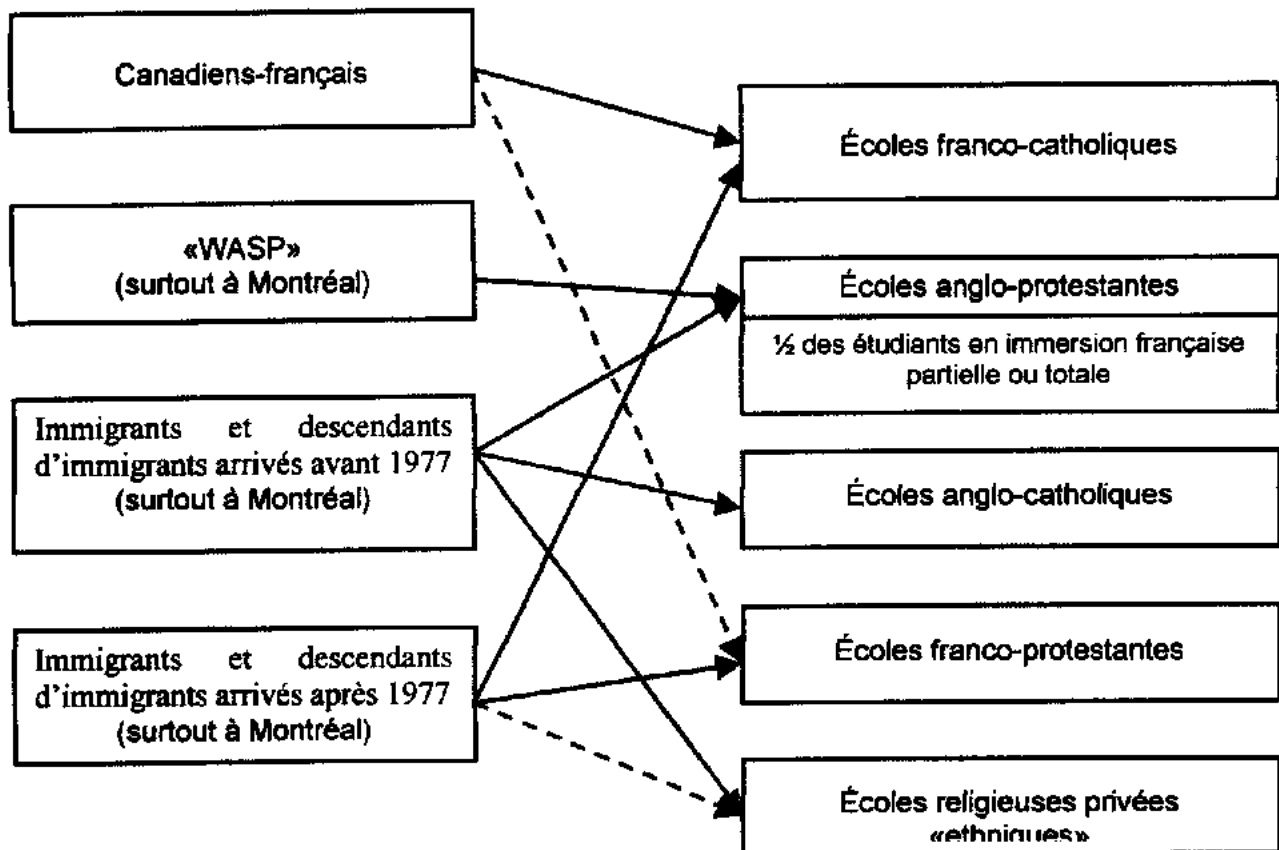 Canadiens-français
«WASP»
(surtout à Montréal)
Immigrants et descendants
d'immigrants arrivés avant 1977
(surtout à Montréal)
Immigrants et descendants
d'immigrants arrivés après 1977
(surtout à Montréal)
Écoles franco-catholiques
Écoles anglo-protestantes
½ des étudiants en immersion française
partielle ou totale
Écoles anglo-catholiques
Écoles franco-protestantes
Écoles religieuses privées
«ethniques»